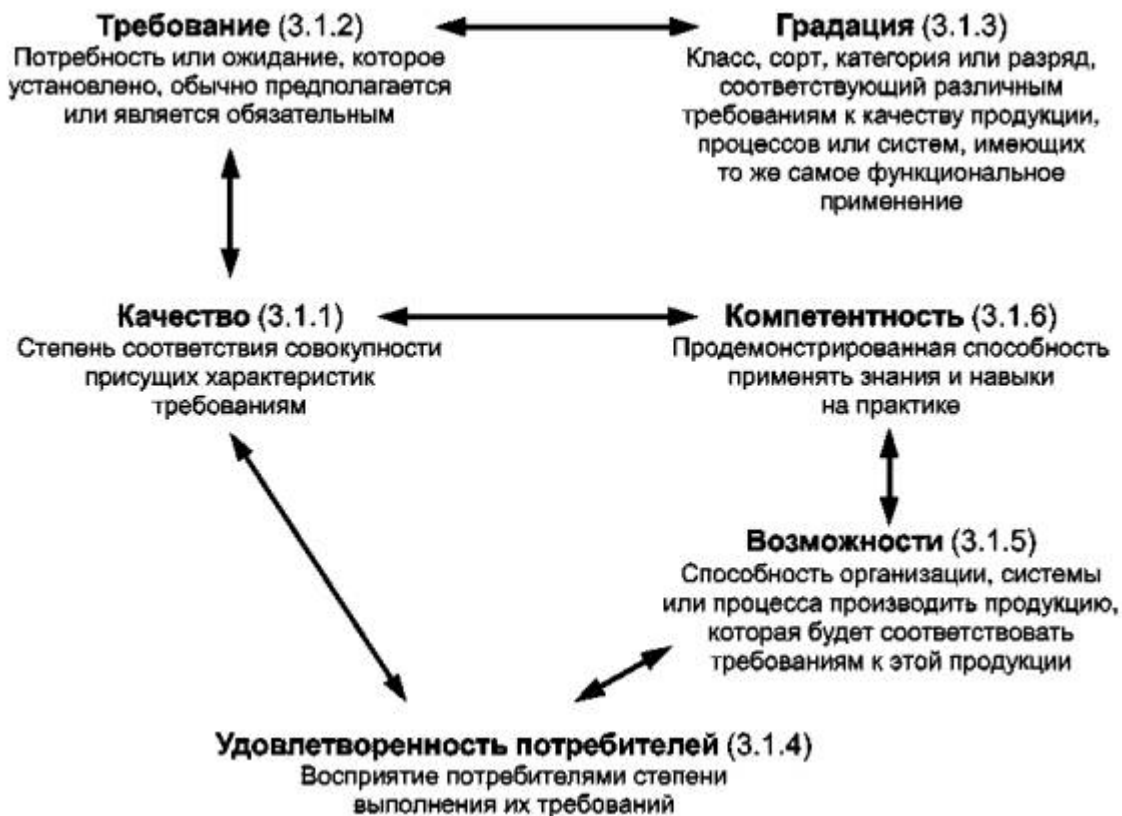 Требование (3.1.2)
Потребность или ожидание, которое
установлено, обычно предполагается
или является обязательным
Градация (3.1.3)
Класс, сорт, категория или разряд,
соответствующий различным
требованиям к качеству продукции,
процессов или систем, имеющих
то же самое функциональное
применение
Качество (3.1.1)
Степень соответствия совокупности
присущих характеристик
требованиям
Компетентность (3.1.6)
Продемонстрированная способность
применять знания и навыки
на практике
Возможности (3.1.5)
Способность организации, системы
или процесса производить продукцию,
которая будет соответствовать
требованиям к этой продукции
Удовлетворенность потребителей (3.1.4)
Восприятие потребителями степени
выполнения их требований